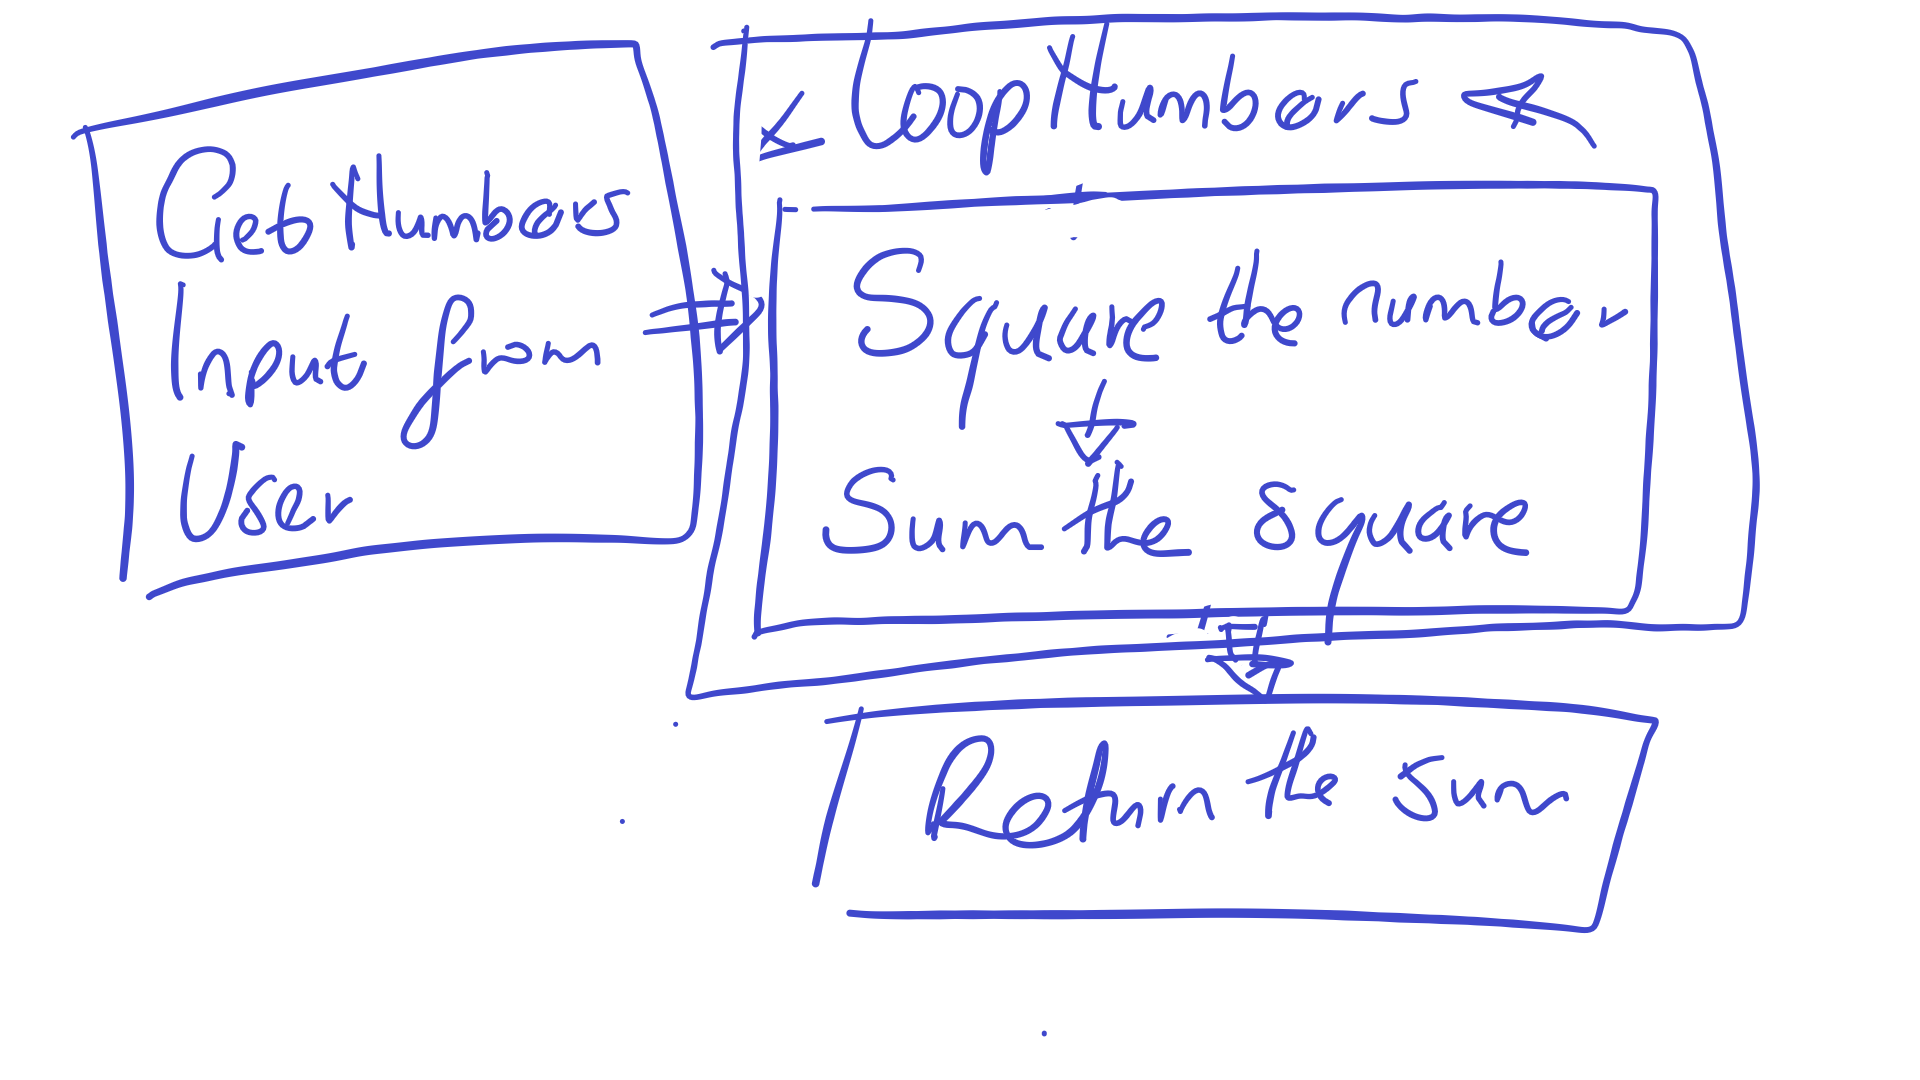 Get Numbers
Input from
User
Loop Numbers
Square the number
Sum the square
Return the sum